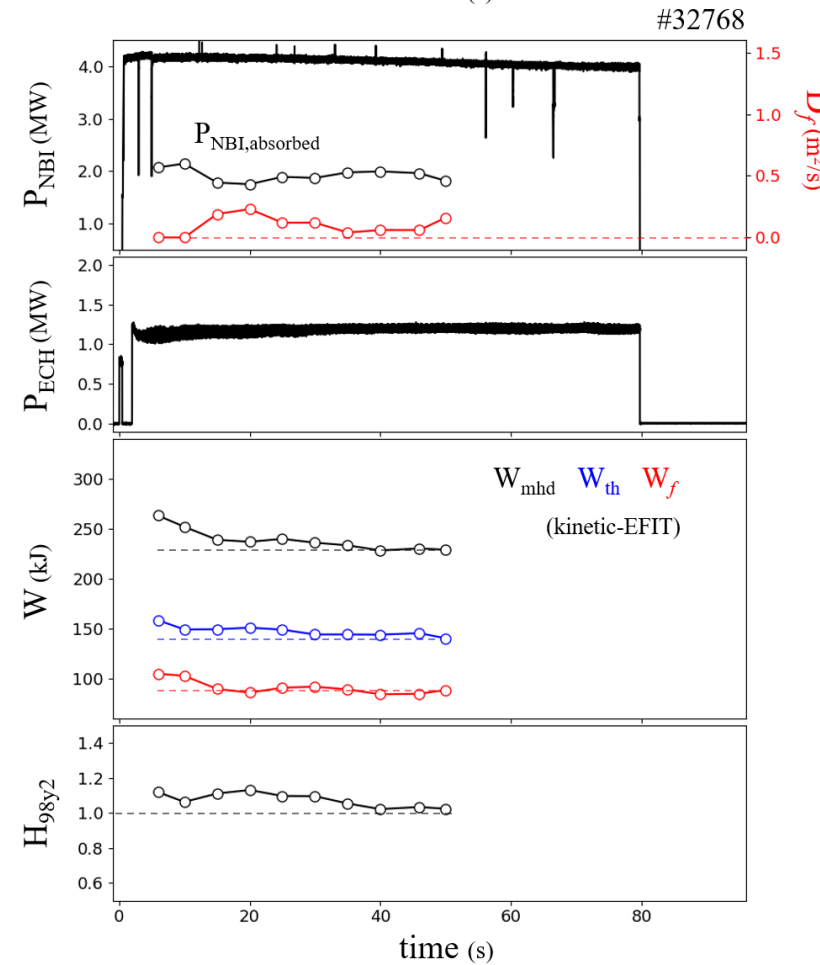 #32768
P_NBI (MW)
4.0
3.0
2.0
1.0
P_NBI,absorbed
1.5
1.0
0.5
0.0
D_f (m²/s)
P_ECH (MW)
2.0
1.5
1.0
0.5
0.0
W (kJ)
300
250
200
150
100
W_mhd W_th W_f
(kinetic-EFIT)
H_98y2
1.4
1.2
1.0
0.8
0.6
0 20 40 60 80
time (s)